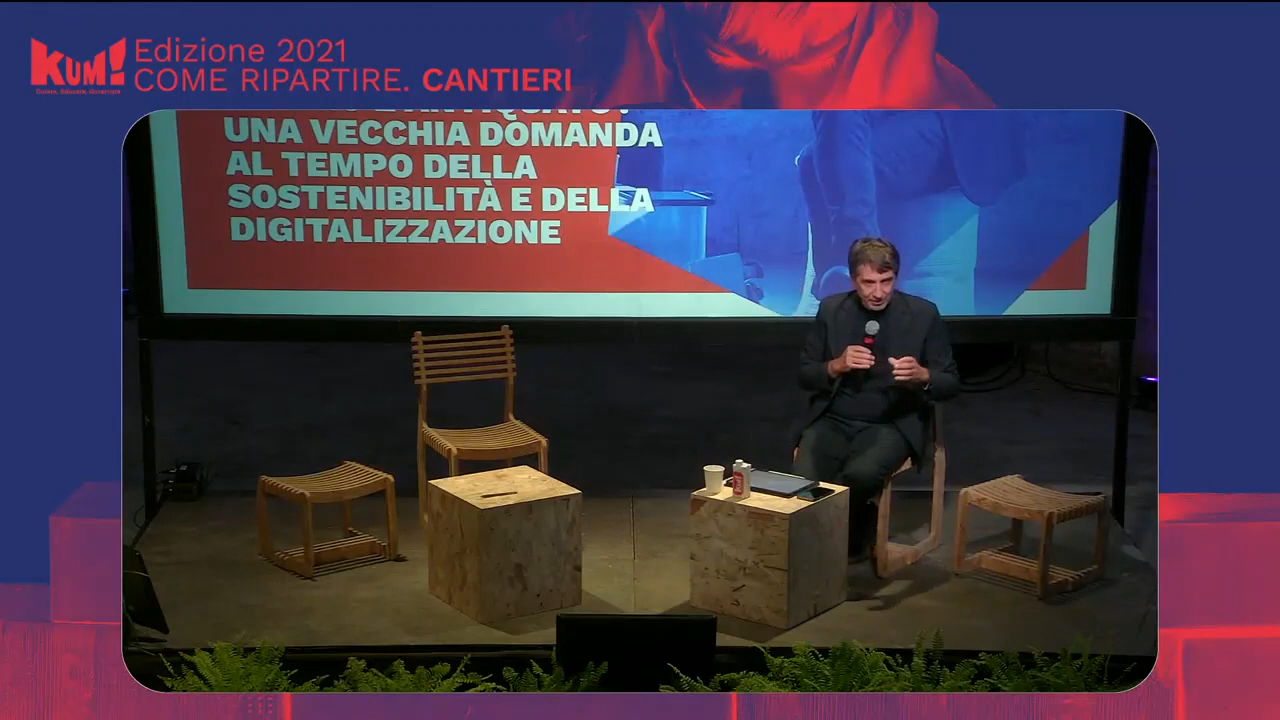 KUM!
Edizione 2021
COME RIPARTIRE. CANTIERI
UNA VECCHIA DOMANDA
AL TEMPO DELLA
SOSTENIBILITÀ E DELLA
DIGITALIZZAZIONE